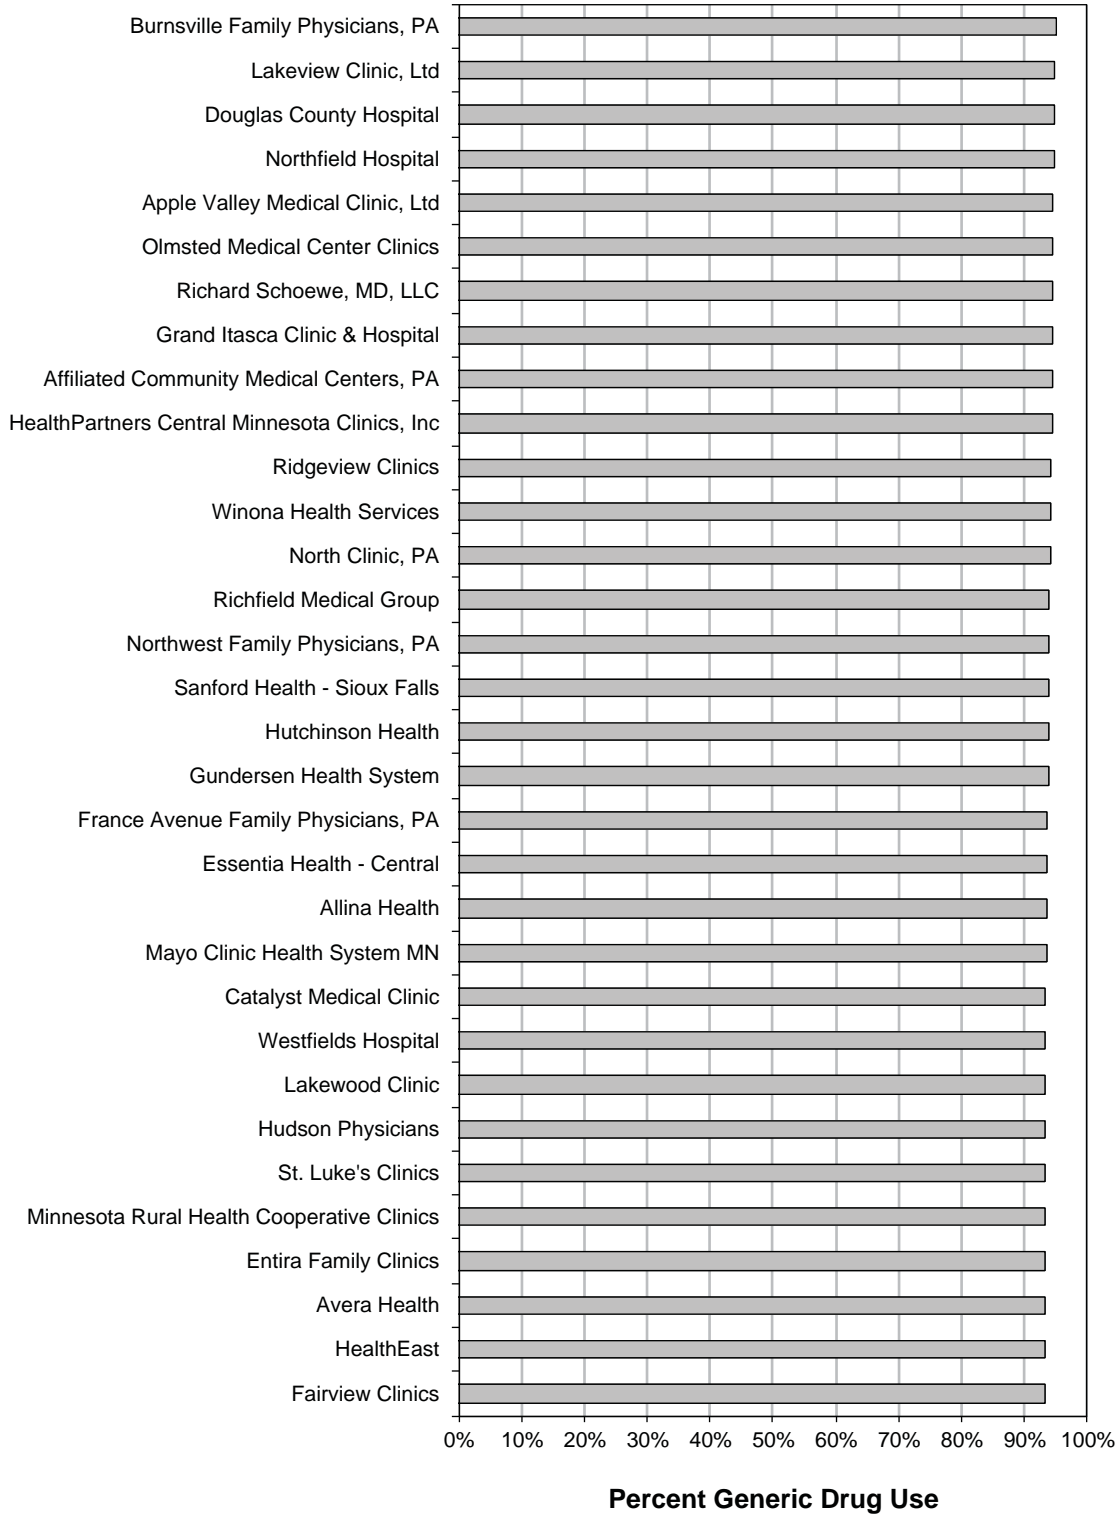 Burnsville Family Physicians, PA
Lakeview Clinic, Ltd
Douglas County Hospital
Northfield Hospital
Apple Valley Medical Clinic, Ltd
Olmsted Medical Center Clinics
Richard Schoewe, MD, LLC
Grand Itasca Clinic & Hospital
Affiliated Community Medical Centers, PA
HealthPartners Central Minnesota Clinics, Inc
Ridgeview Clinics
Winona Health Services
North Clinic, PA
Richfield Medical Group
Northwest Family Physicians, PA
Sanford Health - Sioux Falls
Hutchinson Health
Gundersen Health System
France Avenue Family Physicians, PA
Essentia Health - Central
Allina Health
Mayo Clinic Health System MN
Catalyst Medical Clinic
Westfields Hospital
Lakewood Clinic
Hudson Physicians
St. Luke's Clinics
Minnesota Rural Health Cooperative Clinics
Entira Family Clinics
Avera Health
HealthEast
Fairview Clinics
0% 10% 20% 30% 40% 50% 60% 70% 80% 90% 100%
Percent Generic Drug Use